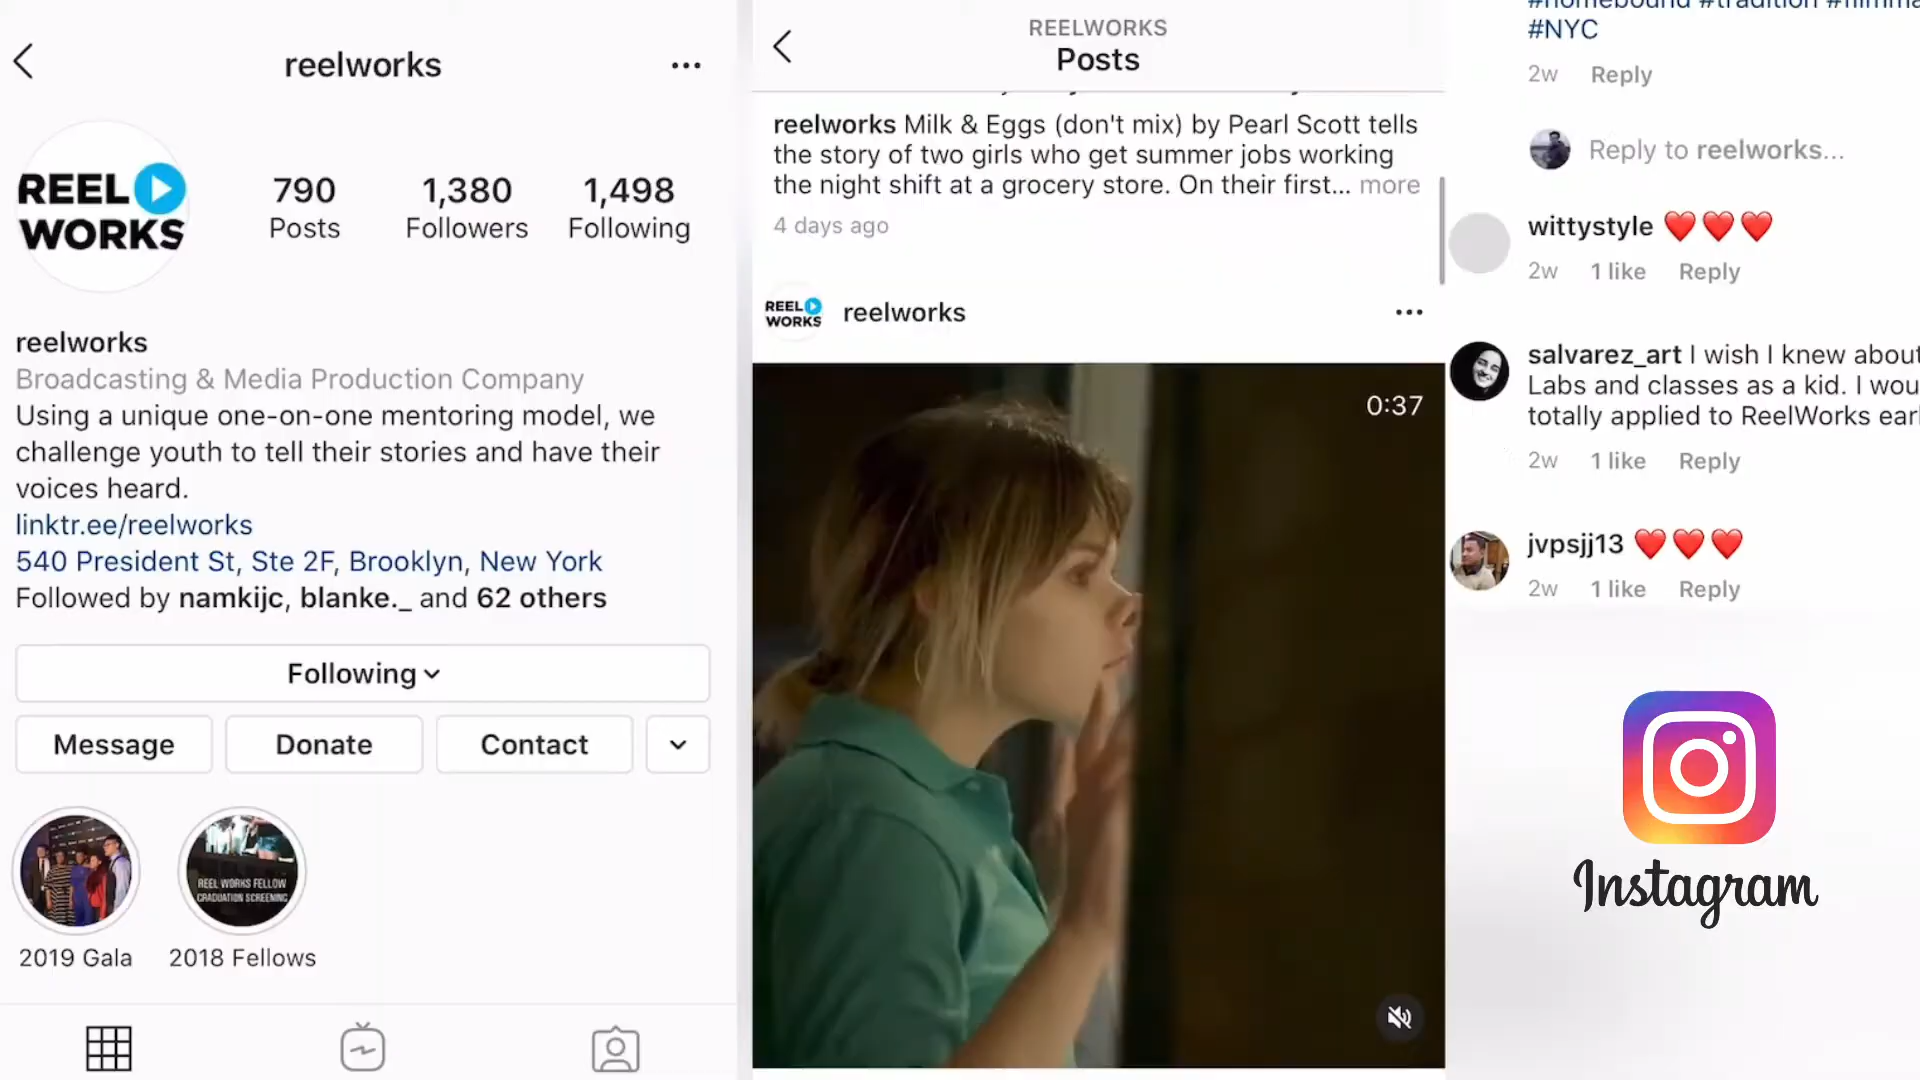 reelworks
REEL
WORKS
790
Posts
1,380
Followers
1,498
Following
reelworks
Broadcasting & Media Production Company
Using a unique one-on-one mentoring model, we
challenge youth to tell their stories and have their
voices heard.
linktr.ee/reelworks
540 President St, Ste 2F, Brooklyn, New York
Followed by namkijc, blanke._ and 62 others
Following
Message
Donate
Contact
REEL WORKS FELLOW
GRADUATION SCREENING
2019 Gala
2018 Fellows
REELWORKS
Posts
reelworks Milk & Eggs (don't mix) by Pearl Scott tells
the story of two girls who get summer jobs working
the night shift at a grocery store. On their first... more
4 days ago
REEL
WORKS
reelworks
0:37
#homebound #tradition
#NYC
2w Reply
Reply to reelworks...
wittystyle ❤️❤️❤️
2w 1 like Reply
salvarez_art I wish I knew about
Labs and classes as a kid. I wou
totally applied to ReelWorks earl
2w 1 like Reply
jvpsjj13 ❤️❤️❤️
2w 1 like Reply
Instagram